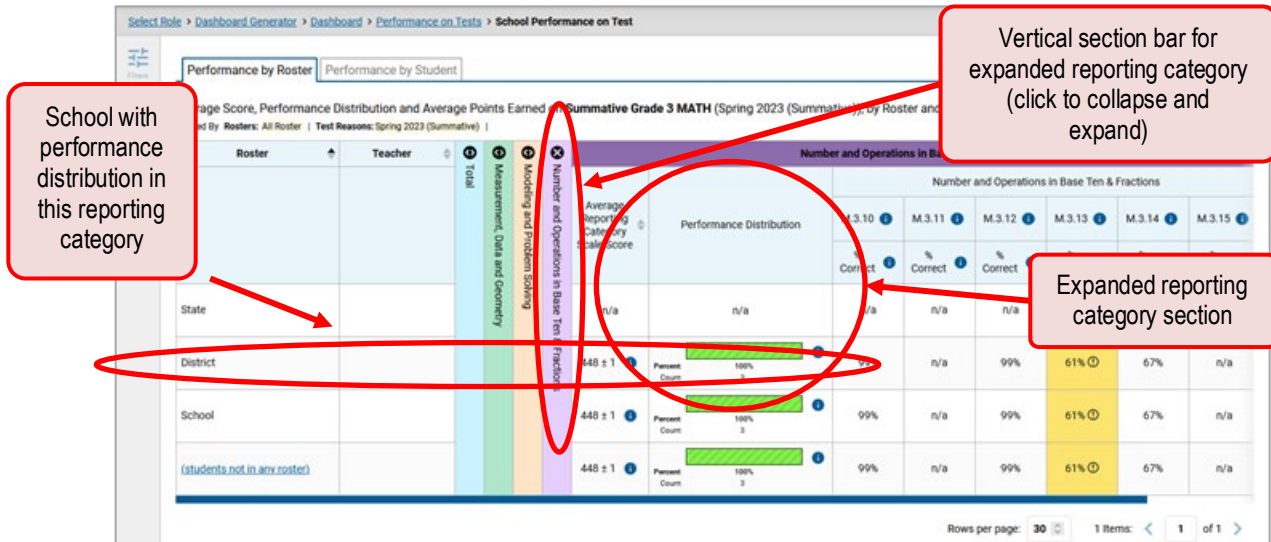 Select Role > Dashboard Generator > Dashboard > Performance on Tests > School Performance on Test
Filters
Performance by Roster
Performance by Student
Vertical section bar for
expanded reporting category
(click to collapse and
expand)
School with
performance
distribution in
this reporting
category
rage Score, Performance Distribution and Average Points Earned on Summative Grade 3 MATH (Spring 2023 (Summative)), by Roster and
ed By Rosters: All Roster | Test Reasons: Spring 2023 (Summative) |
Roster
Teacher
Total
Measurement, Data and Geometry
Modeling and Problem Solving
Number and Operations in Base Ten & Fractions
Number and Operations in Ba
Average
Reporting
Category
Scale Score
Performance Distribution
Number and Operations in Base Ten & Fractions
M.3.10 M.3.11 M.3.12 M.3.13 M.3.14 M.3.15
% Correct % Correct % Correct
Expanded reporting
category section
State n/a n/a n/a n/a n/a
District 448 ± 1 Percent 100% Count 3 99% n/a 99% 61% 67% n/a
School 448 ± 1 Percent 100% Count 3 99% n/a 99% 61% 67% n/a
(students not in any roster) 448 ± 1 Percent 100% Count 3 99% n/a 99% 61% 67% n/a
Rows per page: 30 1 Items: < 1 of 1 >